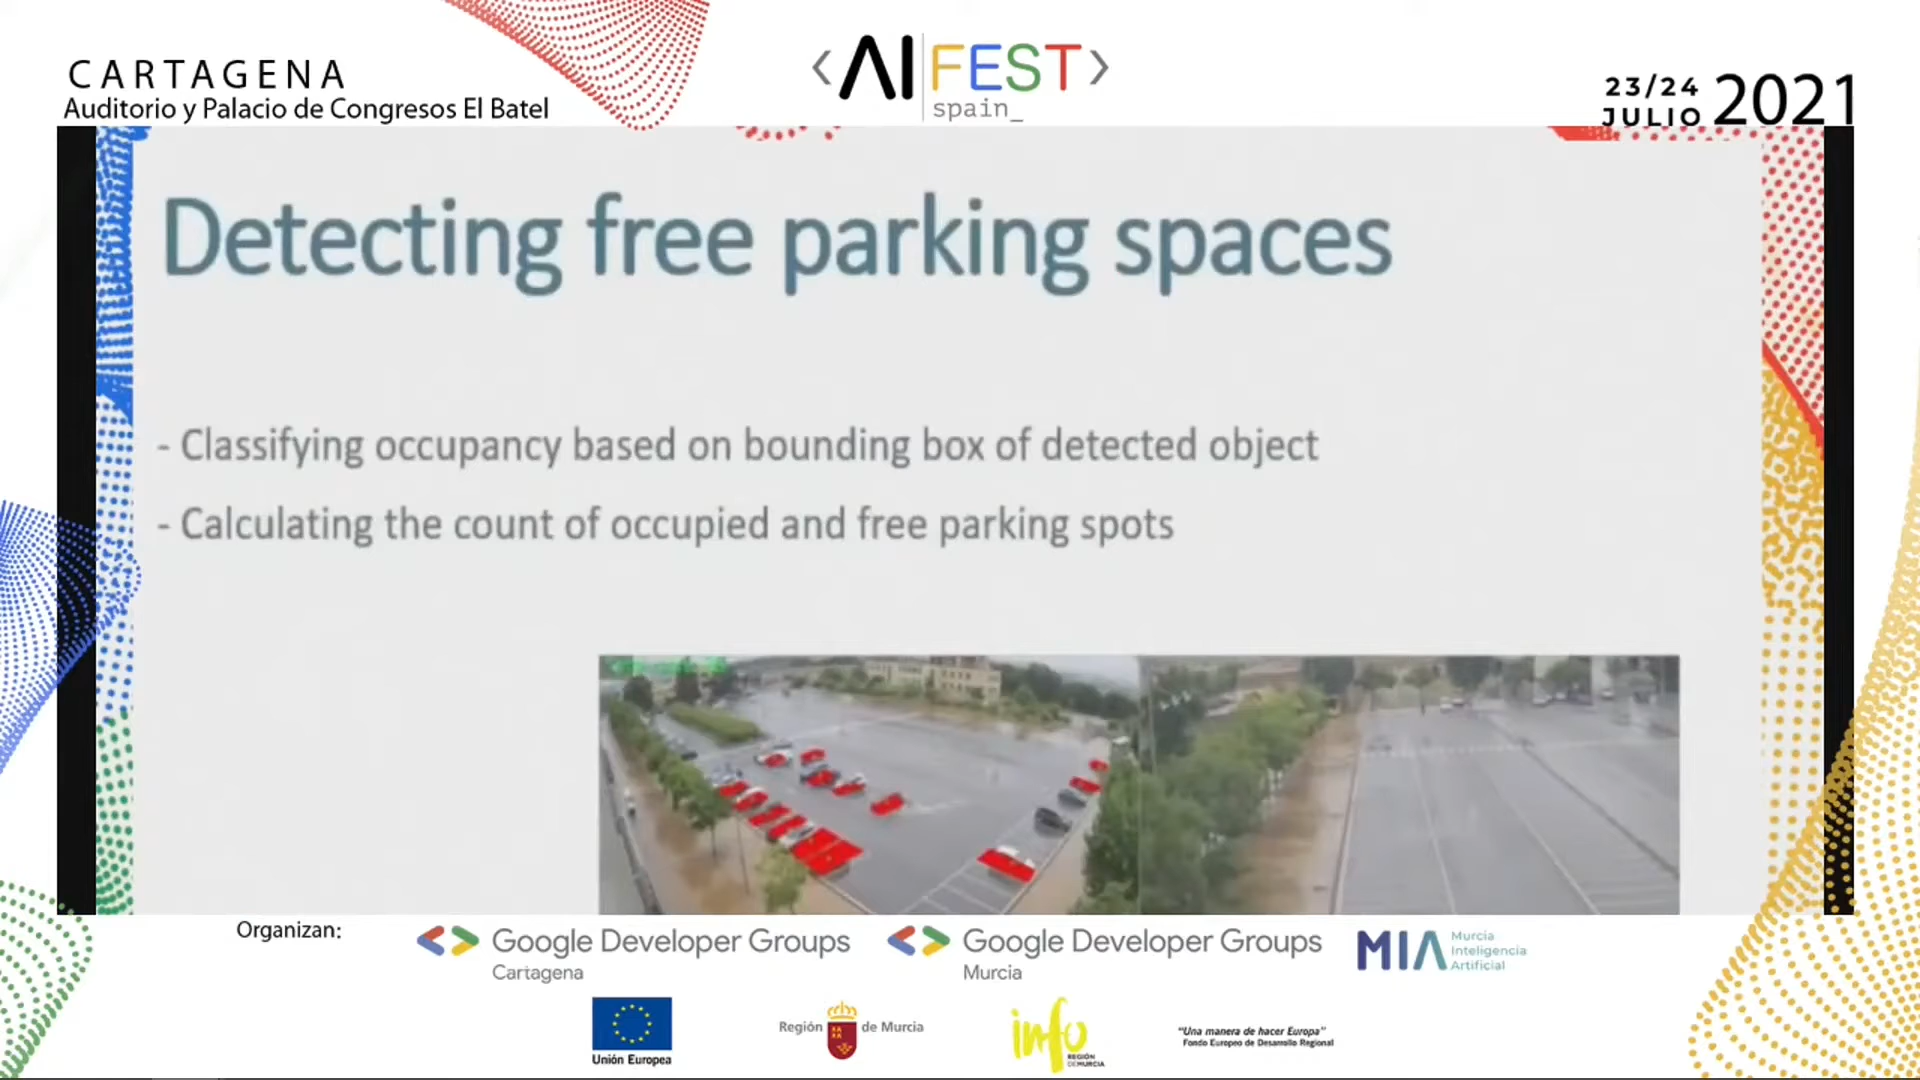 CARTAGENA
Auditorio y Palacio de Congresos El Batel
<AI FEST>
spain_
23/24
JULIO 2021
Detecting free parking spaces
- Classifying occupancy based on bounding box of detected object
- Calculating the count of occupied and free parking spots
Organizan:
Google Developer Groups
Cartagena
Google Developer Groups
Murcia
MIA Murcia
Inteligencia
Artificial
Unión Europea
Región de Murcia
info
REGIÓN
DE MURCIA
"Una manera de hacer Europa"
Fondo Europeo de Desarrollo Regional